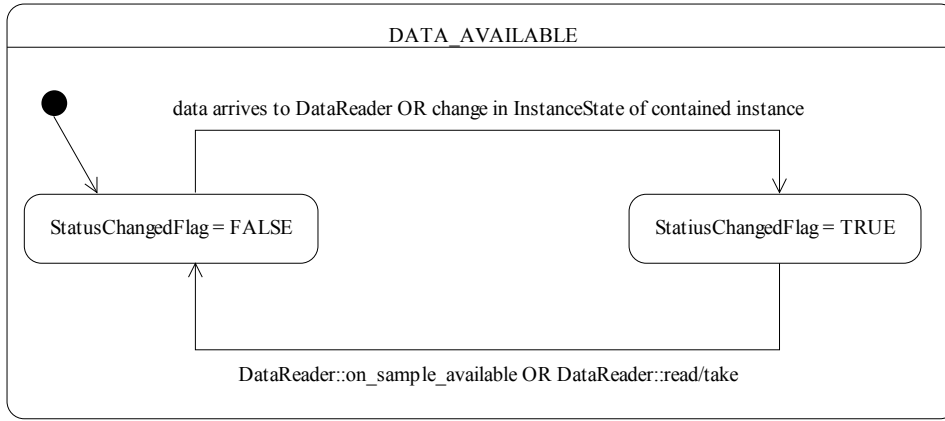 DATA_AVAILABLE
data arrives to DataReader OR change in InstanceState of contained instance
StatusChangedFlag = FALSE
StatiusChangedFlag = TRUE
DataReader::on_sample_available OR DataReader::read/take